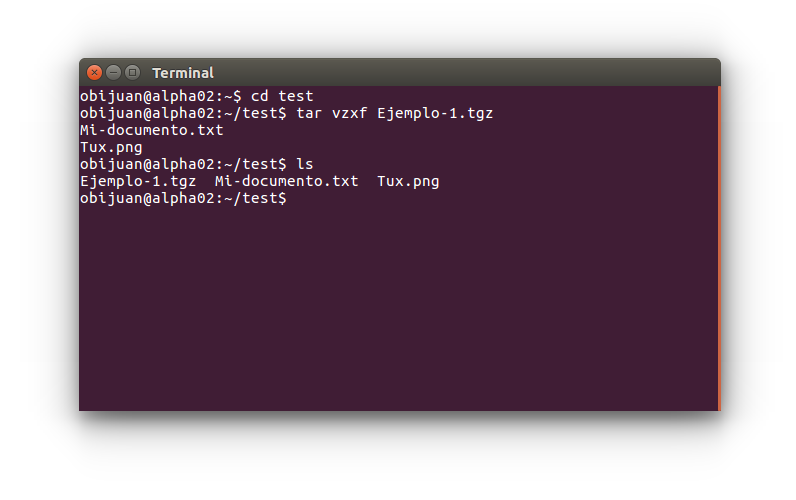 Terminal
obijuan@alpha02:~$ cd test
obijuan@alpha02:~/test$ tar vzxf Ejemplo-1.tgz
Mi-documento.txt
Tux.png
obijuan@alpha02:~/test$ ls
Ejemplo-1.tgz  Mi-documento.txt  Tux.png
obijuan@alpha02:~/test$